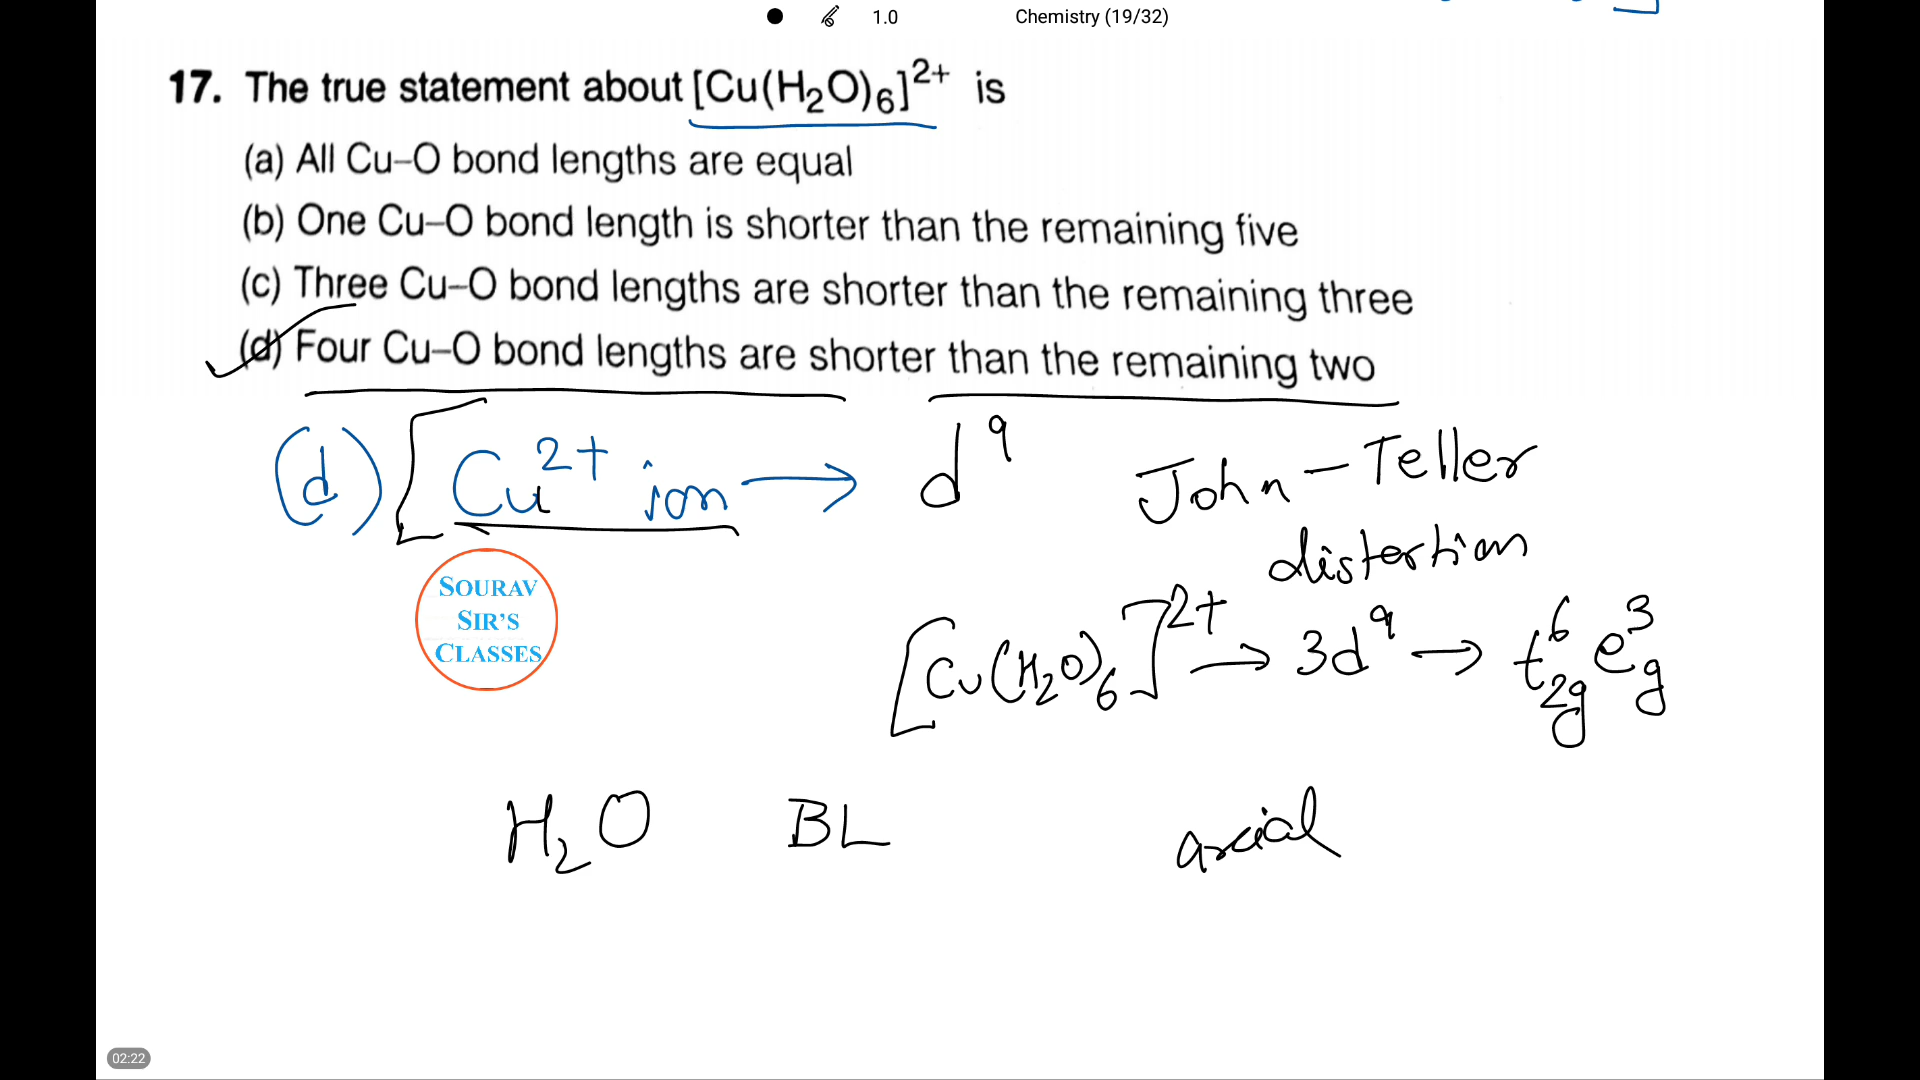 1.0 Chemistry (19/32)
17. The true statement about [Cu(H₂O)₆]²⁺ is
(a) All Cu–O bond lengths are equal
(b) One Cu–O bond length is shorter than the remaining five
(c) Three Cu–O bond lengths are shorter than the remaining three
(d) Four Cu–O bond lengths are shorter than the remaining two
(d) [Cu²⁺ ion → d⁹ John-Teller
distortion
SOURAV
SIR'S
CLASSES
[Cu(H₂O)₆]²⁺ → 3d⁹ → t₂g⁶ eg³
H₂O BL axial
02:22